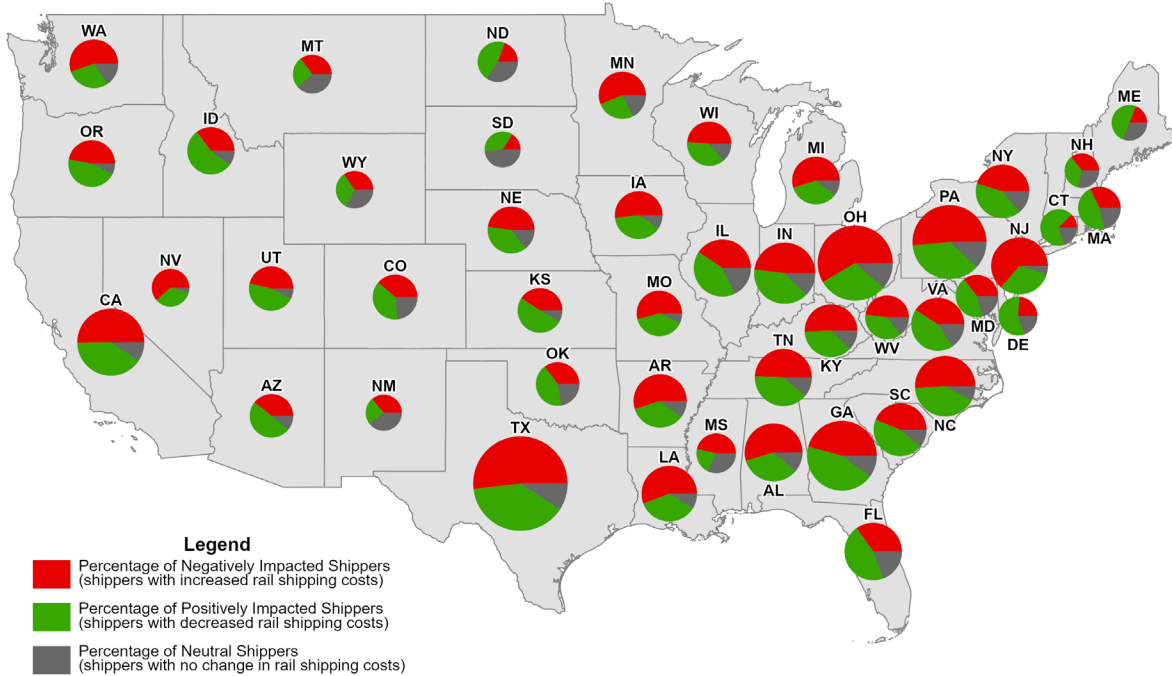 WA
MT
ND
MN
OR
ID
SD
WI
ME
WY
MI
NY
NH
NE
IA
PA
CT
MA
NV
UT
CO
IL
IN
OH
NJ
CA
KS
MO
VA
MD
DE
WV
KY
TN
AZ
NM
OK
AR
SC
NC
TX
MS
GA
LA
AL
FL
Legend
Percentage of Negatively Impacted Shippers
(shippers with increased rail shipping costs)
Percentage of Positively Impacted Shippers
(shippers with decreased rail shipping costs)
Percentage of Neutral Shippers
(shippers with no change in rail shipping costs)